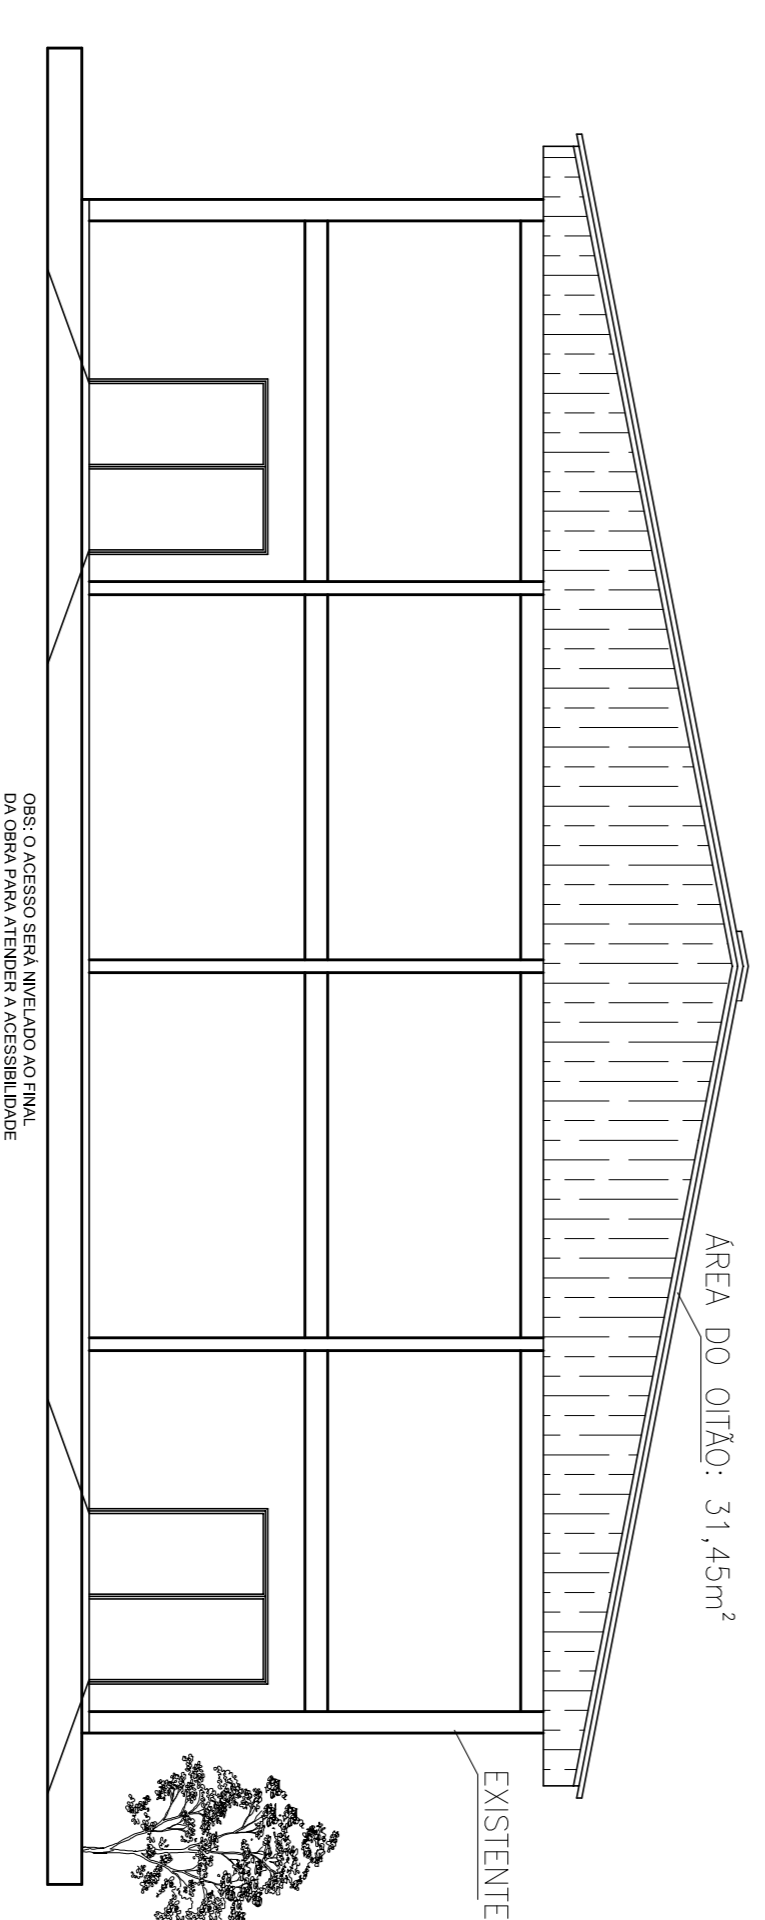 ÁREA DO OITÃO: 31,45m²
EXISTENTE
OBS: O ACESSO SERÁ NIVELADO AO FINAL
DA OBRA PARA ATENDER A ACESSIBILIDADE